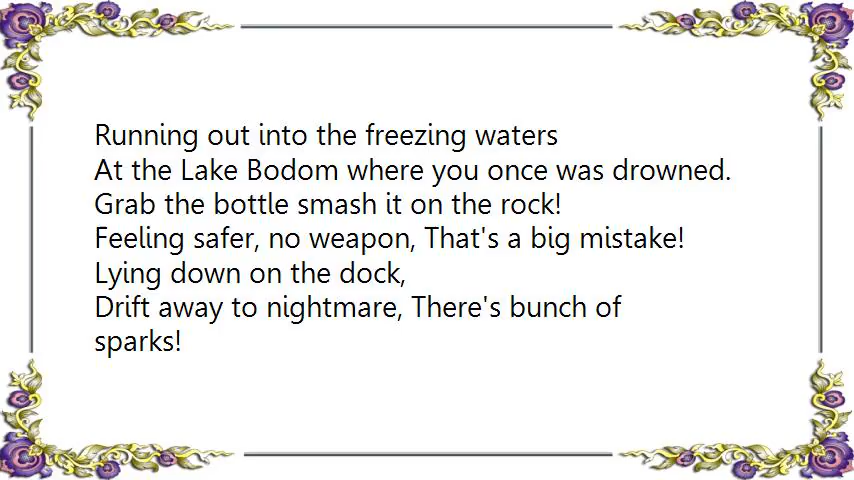 Running out into the freezing waters
At the Lake Bodom where you once was drowned.
Grab the bottle smash it on the rock!
Feeling safer, no weapon, That's a big mistake!
Lying down on the dock,
Drift away to nightmare, There's bunch of
sparks!